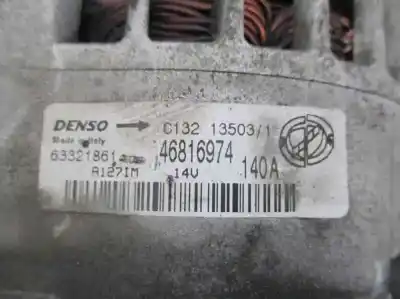 DENSO C132 13503/1
Made in Italy
63321861 46816974
A127IM 14V 140A